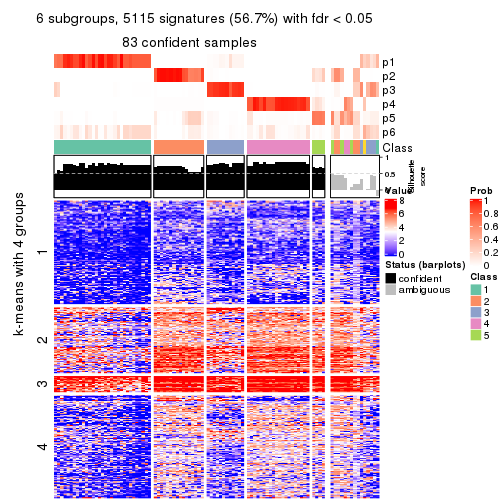 6 subgroups, 5115 signatures (56.7%) with fdr < 0.05
83 confident samples
p1
p2
p3
p4
p5
p6
Class
1
0.5
0
Silhouette
score
k-means with 4 groups
1
2
3
4
Value
8
6
4
2
0
Status (barplots)
confident
ambiguous
Prob
1
0.8
0.6
0.4
0.2
0
Class
1
2
3
4
5